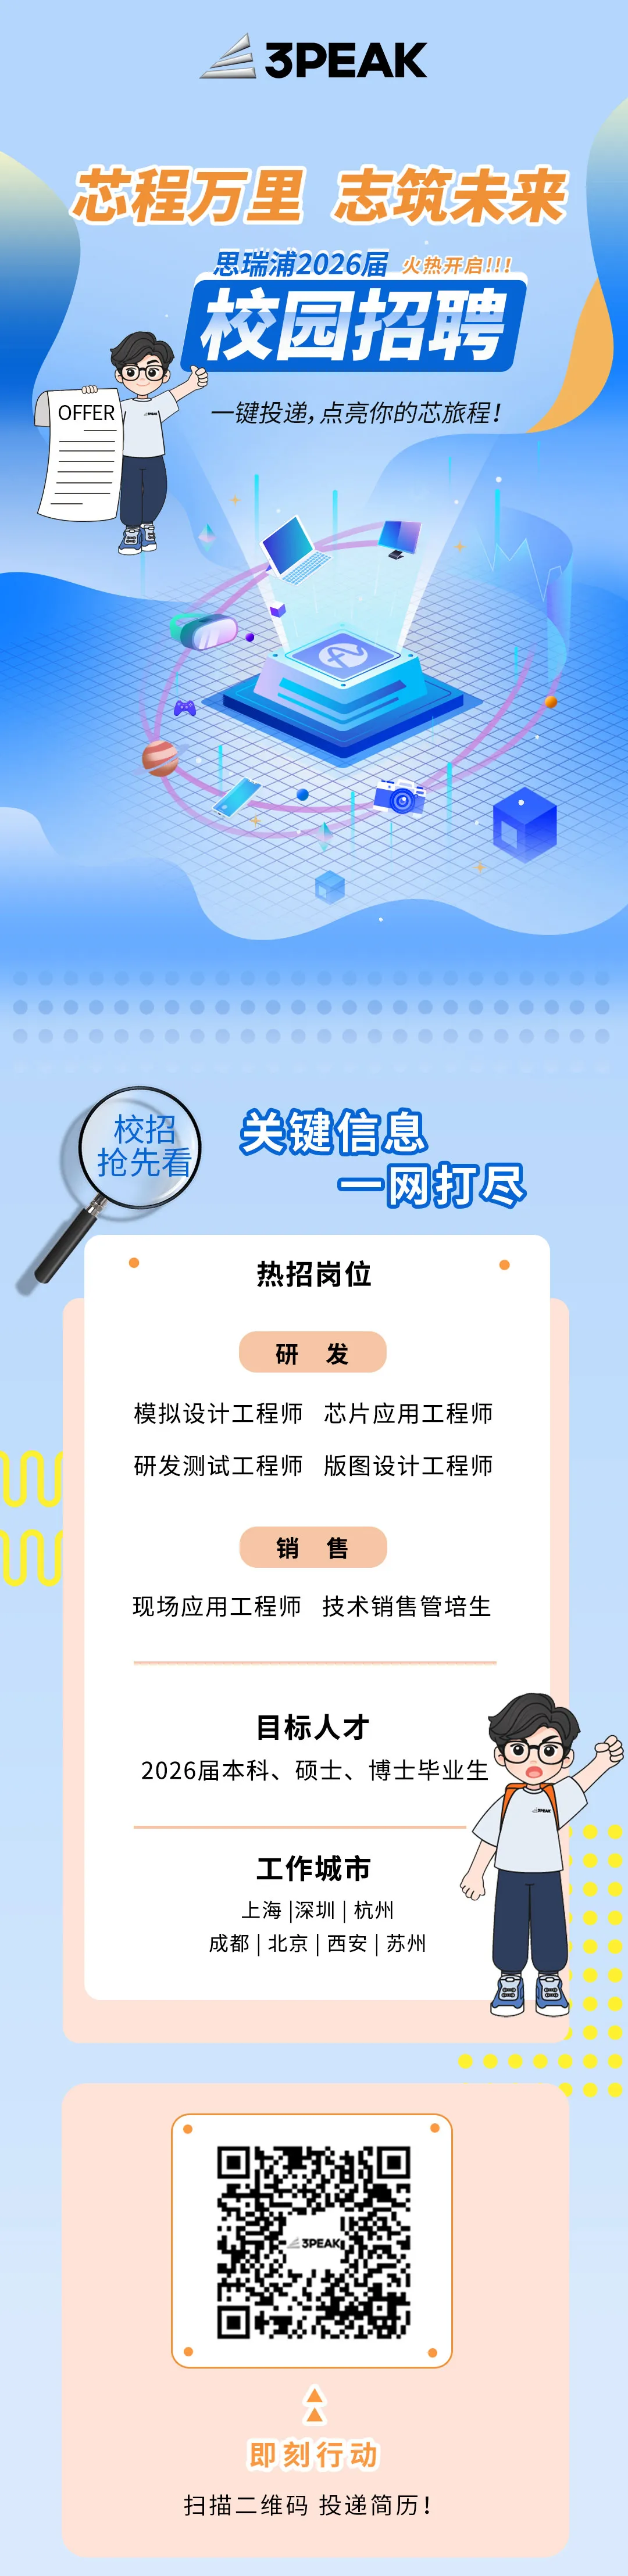 3PEAK
芯程万里 志筑未来
思瑞浦2026届 火热开启!!!
校园招聘
一键投递，点亮你的芯旅程！
OFFER
3PEAK
校招
抢先看
关键信息
一网打尽
热招岗位
研 发
模拟设计工程师 芯片应用工程师
研发测试工程师 版图设计工程师
销 售
现场应用工程师 技术销售管培生
目标人才
2026届本科、硕士、博士毕业生
3PEAK
工作城市
上海 |深圳 | 杭州
成都 | 北京 | 西安 | 苏州
3PEAK
即刻行动
扫描二维码 投递简历！